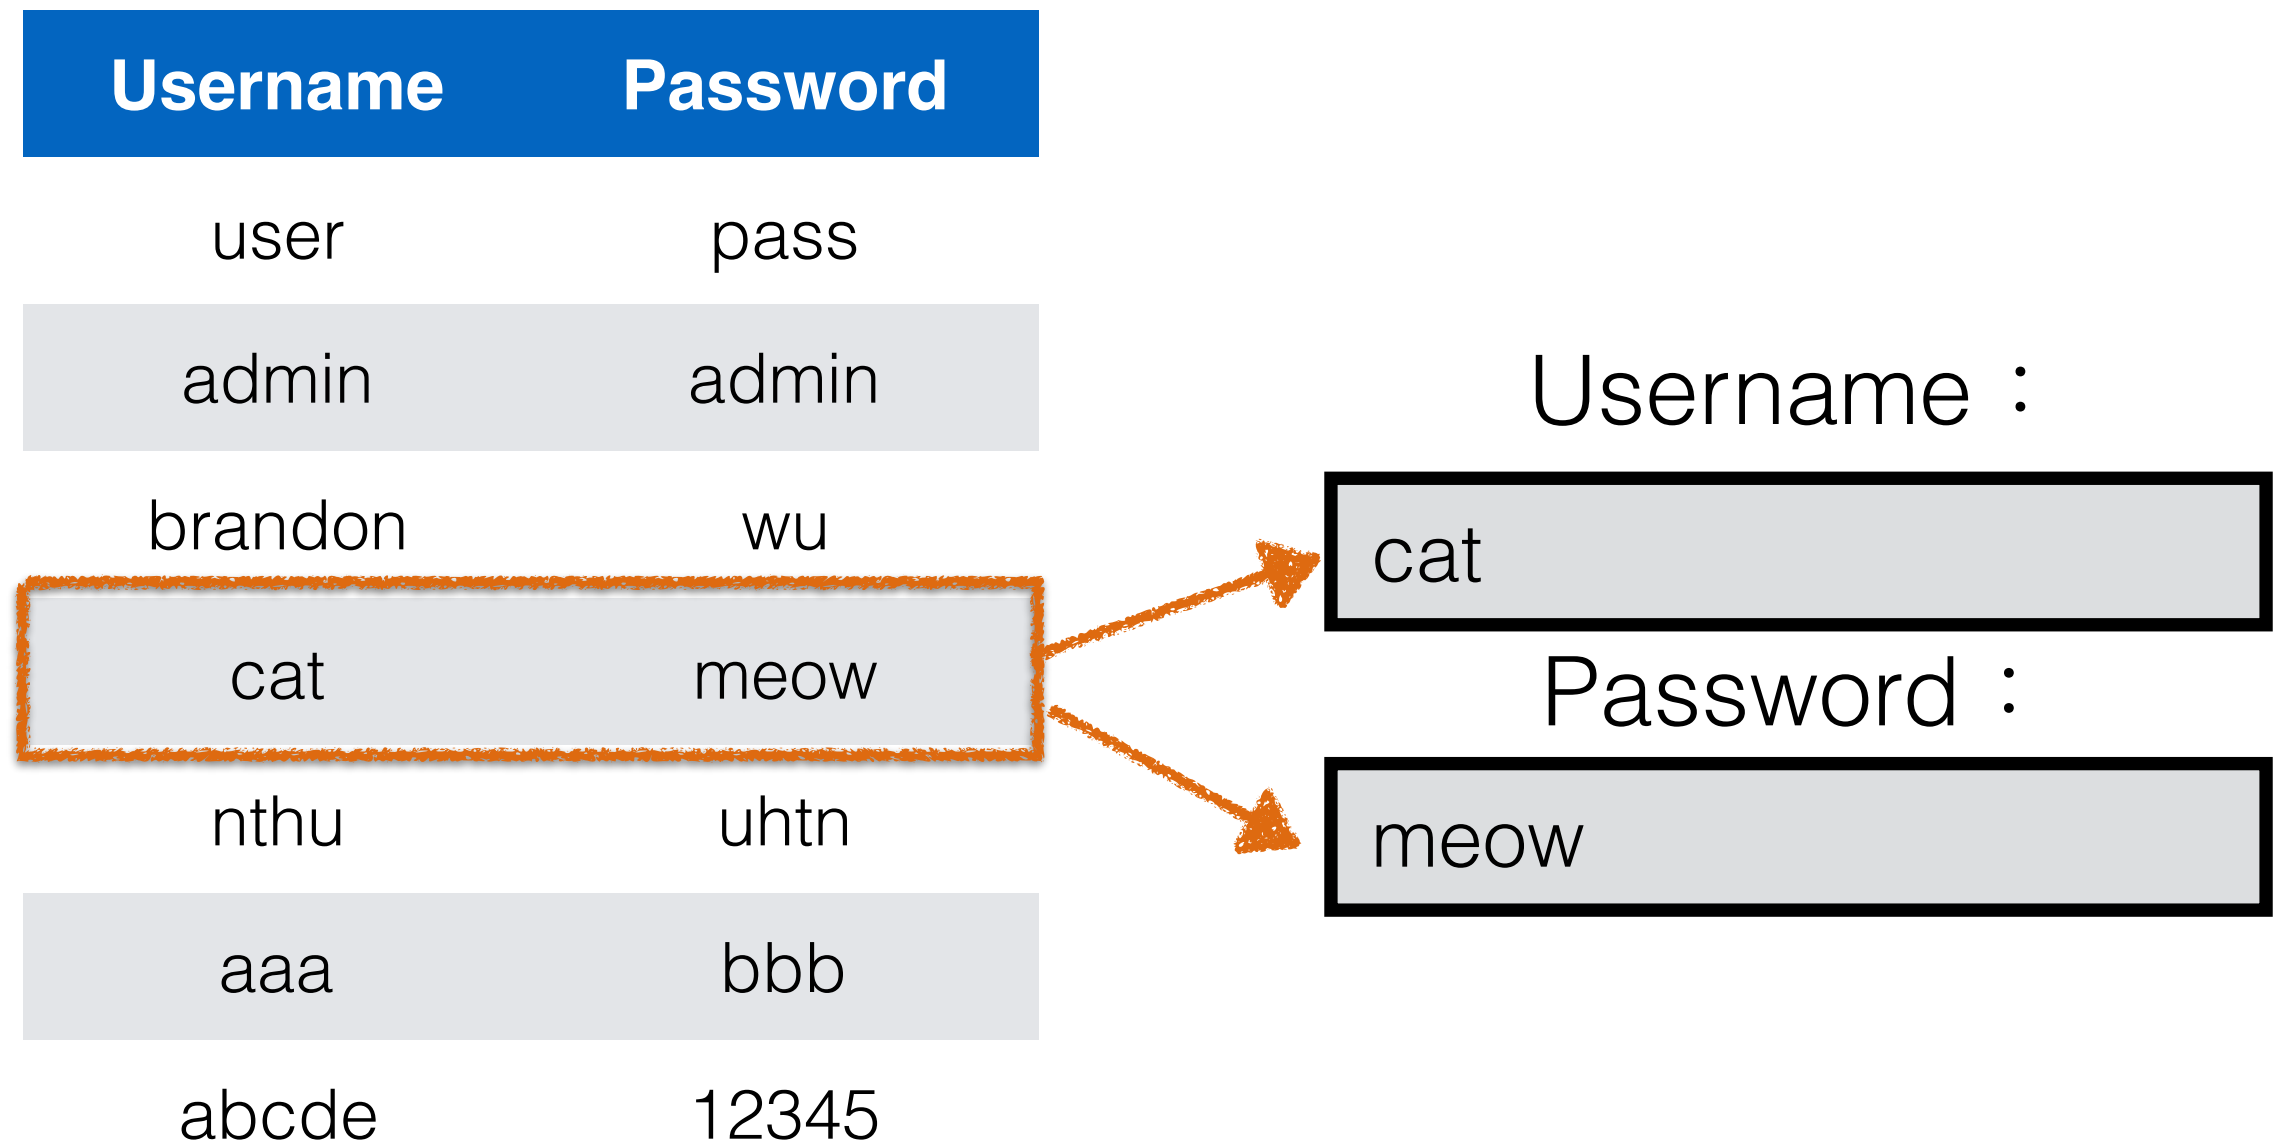 Username Password
user pass
admin admin
brandon wu
cat meow
nthu uhtn
aaa bbb
abcde 12345
Username：
cat
Password：
meow